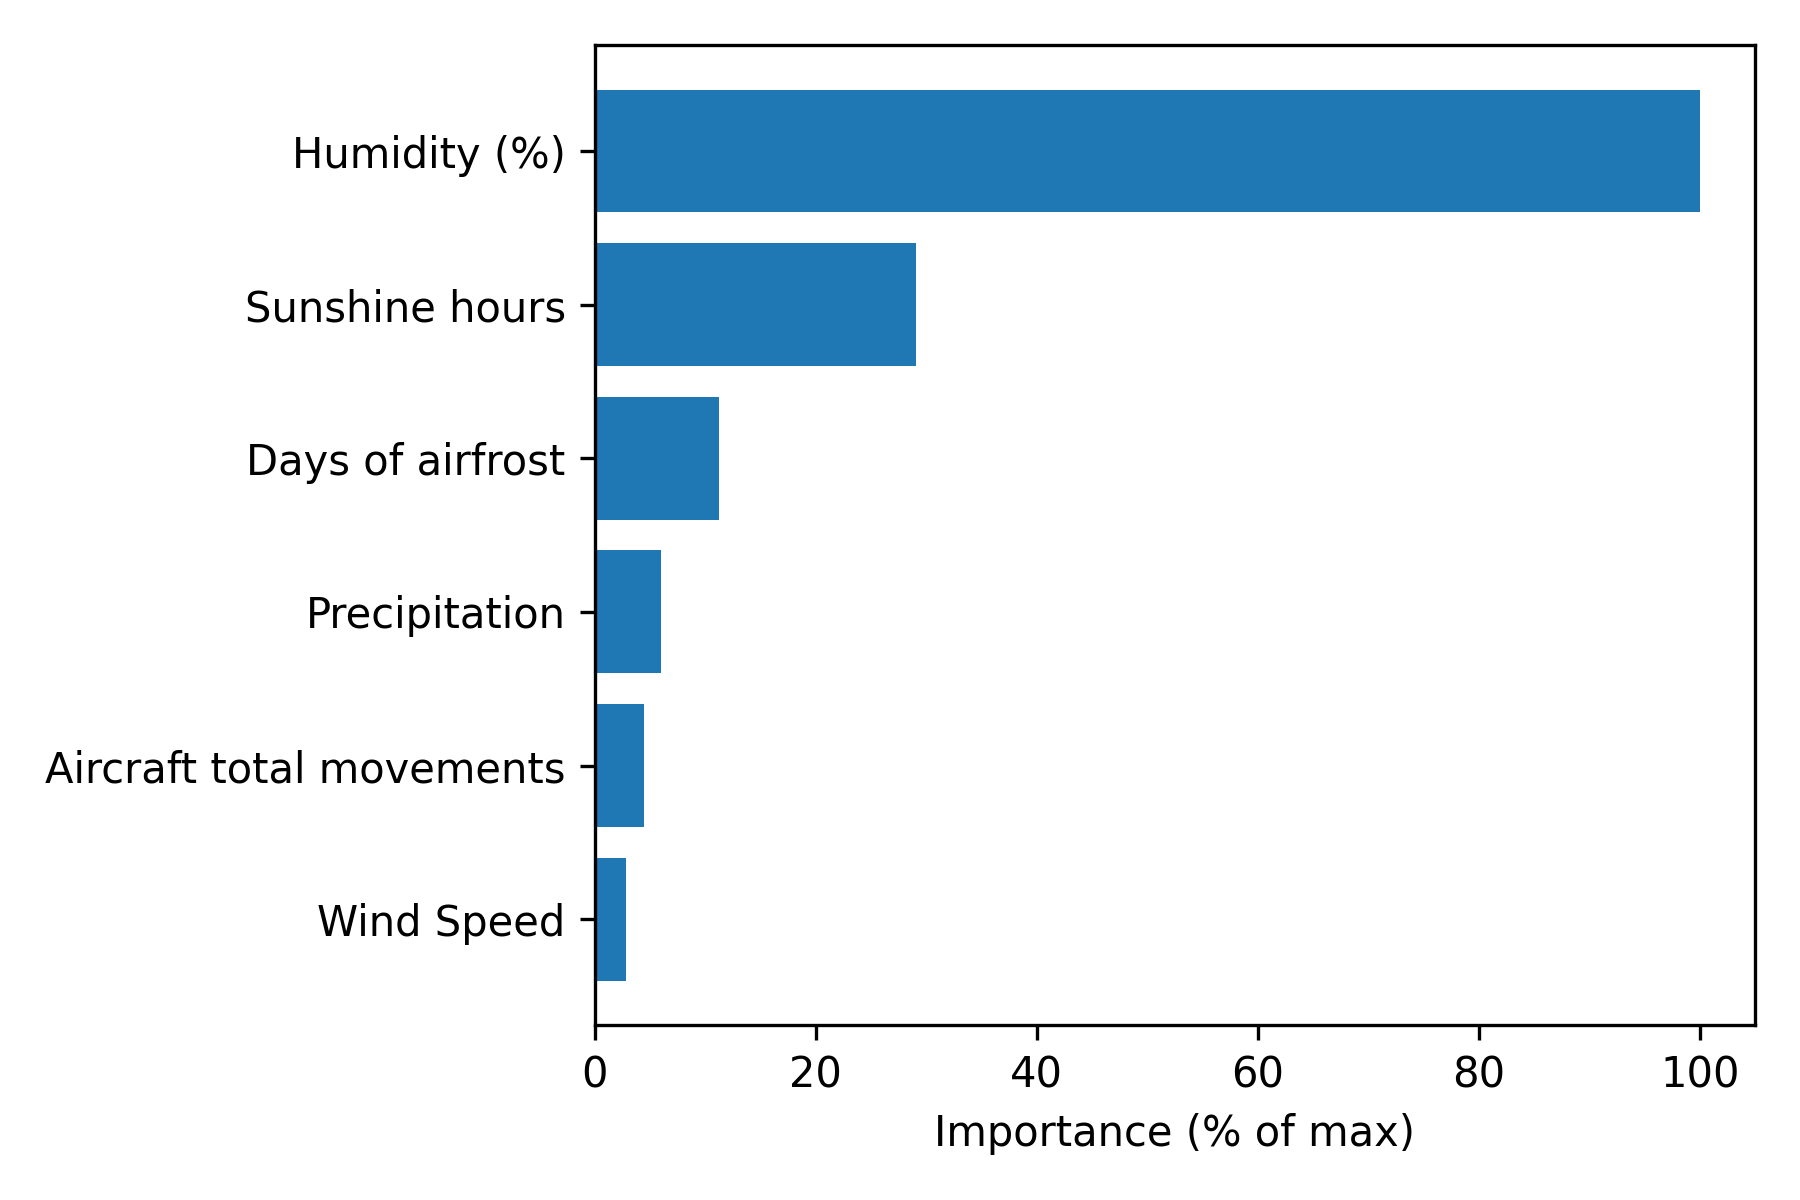 Humidity (%)
Sunshine hours
Days of airfrost
Precipitation
Aircraft total movements
Wind Speed
0 20 40 60 80 100
Importance (% of max)